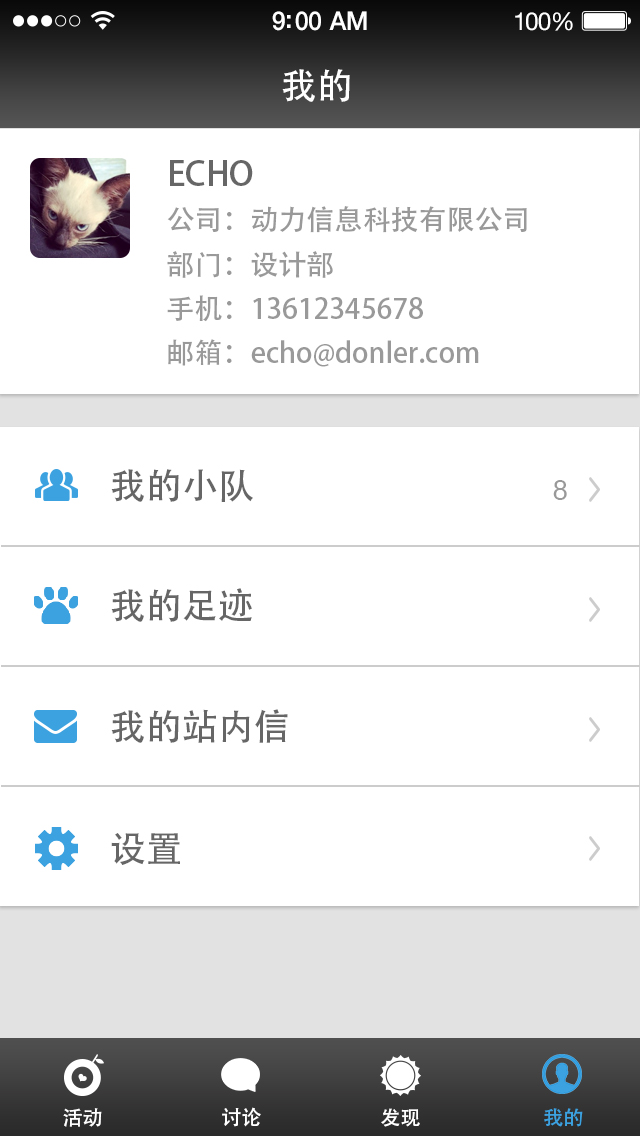 9:00 AM 100%
我的
ECHO
公司：动力信息科技有限公司
部门：设计部
手机：13612345678
邮箱：echo@donler.com
我的小队 8
我的足迹
我的站内信
设置
活动 讨论 发现 我的